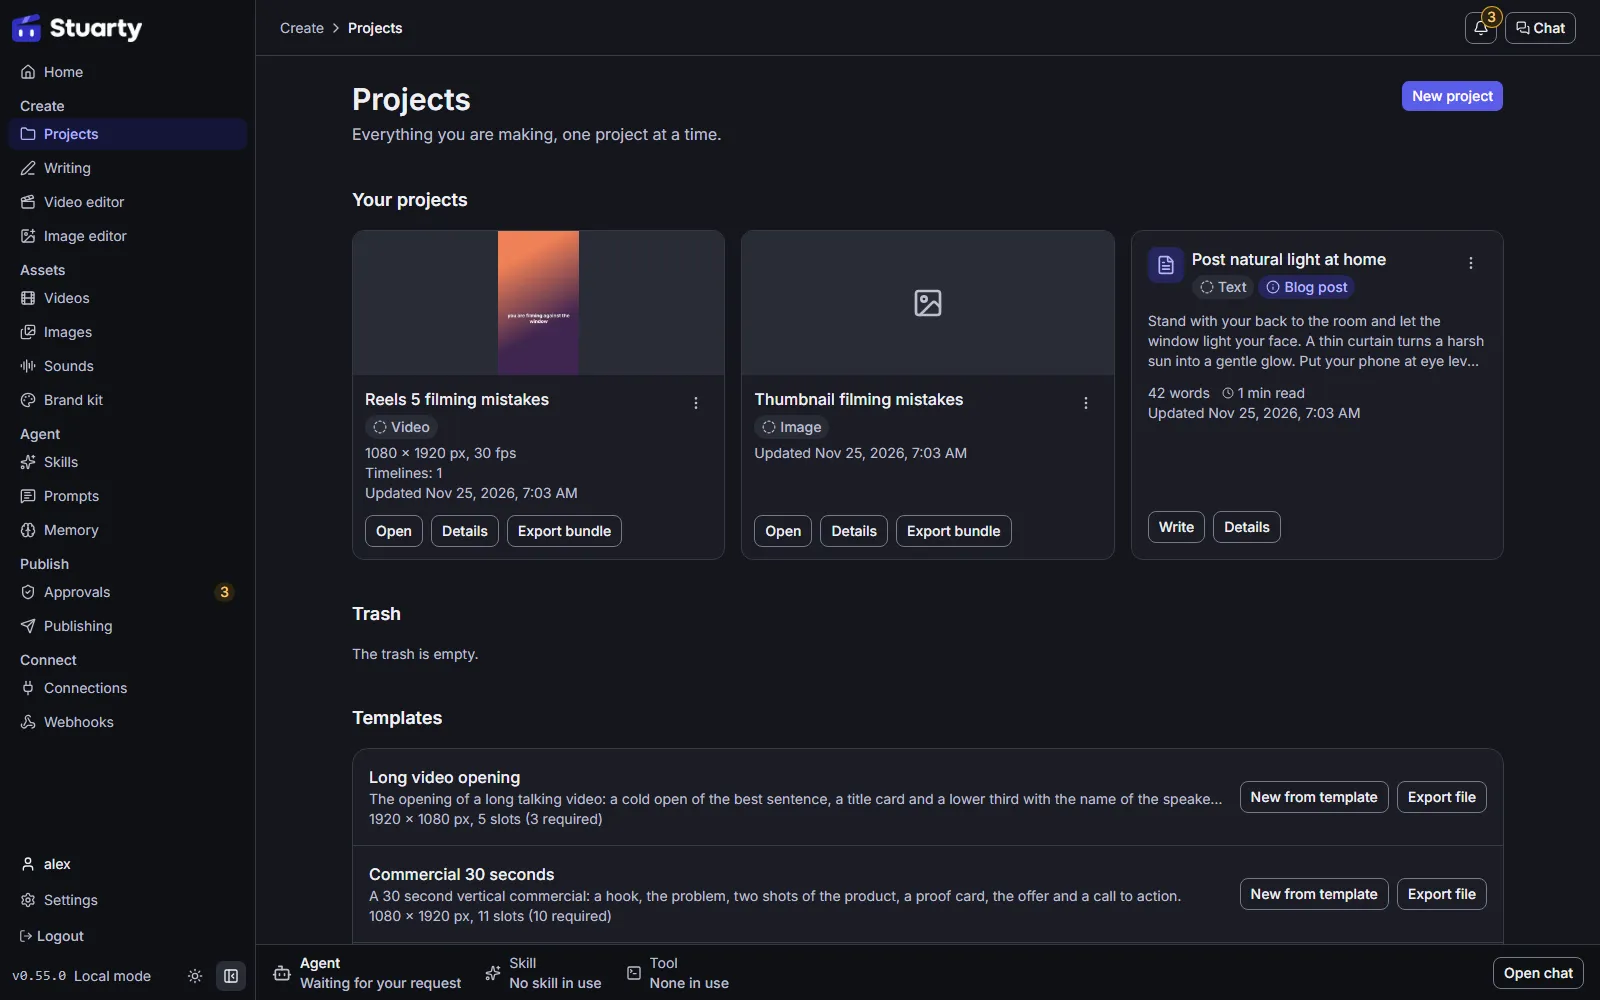 Stuarty
Home
Create
Projects
Writing
Video editor
Image editor
Assets
Videos
Images
Sounds
Brand kit
Agent
Skills
Prompts
Memory
Publish
Approvals 3
Publishing
Connect
Connections
Webhooks
alex
Settings
Logout
v0.55.0 Local mode
Create > Projects
3
Chat
Projects
New project
Everything you are making, one project at a time.
Your projects
you are filming against the
window
Reels 5 filming mistakes
Video
1080 × 1920 px, 30 fps
Timelines: 1
Updated Nov 25, 2026, 7:03 AM
Open Details Export bundle
Thumbnail filming mistakes
Image
Updated Nov 25, 2026, 7:03 AM
Open Details Export bundle
Post natural light at home
Text Blog post
Stand with your back to the room and let the
window light your face. A thin curtain turns a harsh
sun into a gentle glow. Put your phone at eye lev...
42 words 1 min read
Updated Nov 25, 2026, 7:03 AM
Write Details
Trash
The trash is empty.
Templates
Long video opening
The opening of a long talking video: a cold open of the best sentence, a title card and a lower third with the name of the speake...
1920 × 1080 px, 5 slots (3 required)
New from template Export file
Commercial 30 seconds
A 30 second vertical commercial: a hook, the problem, two shots of the product, a proof card, the offer and a call to action.
1080 × 1920 px, 11 slots (10 required)
New from template Export file
Agent
Waiting for your request
Skill
No skill in use
Tool
None in use
Open chat